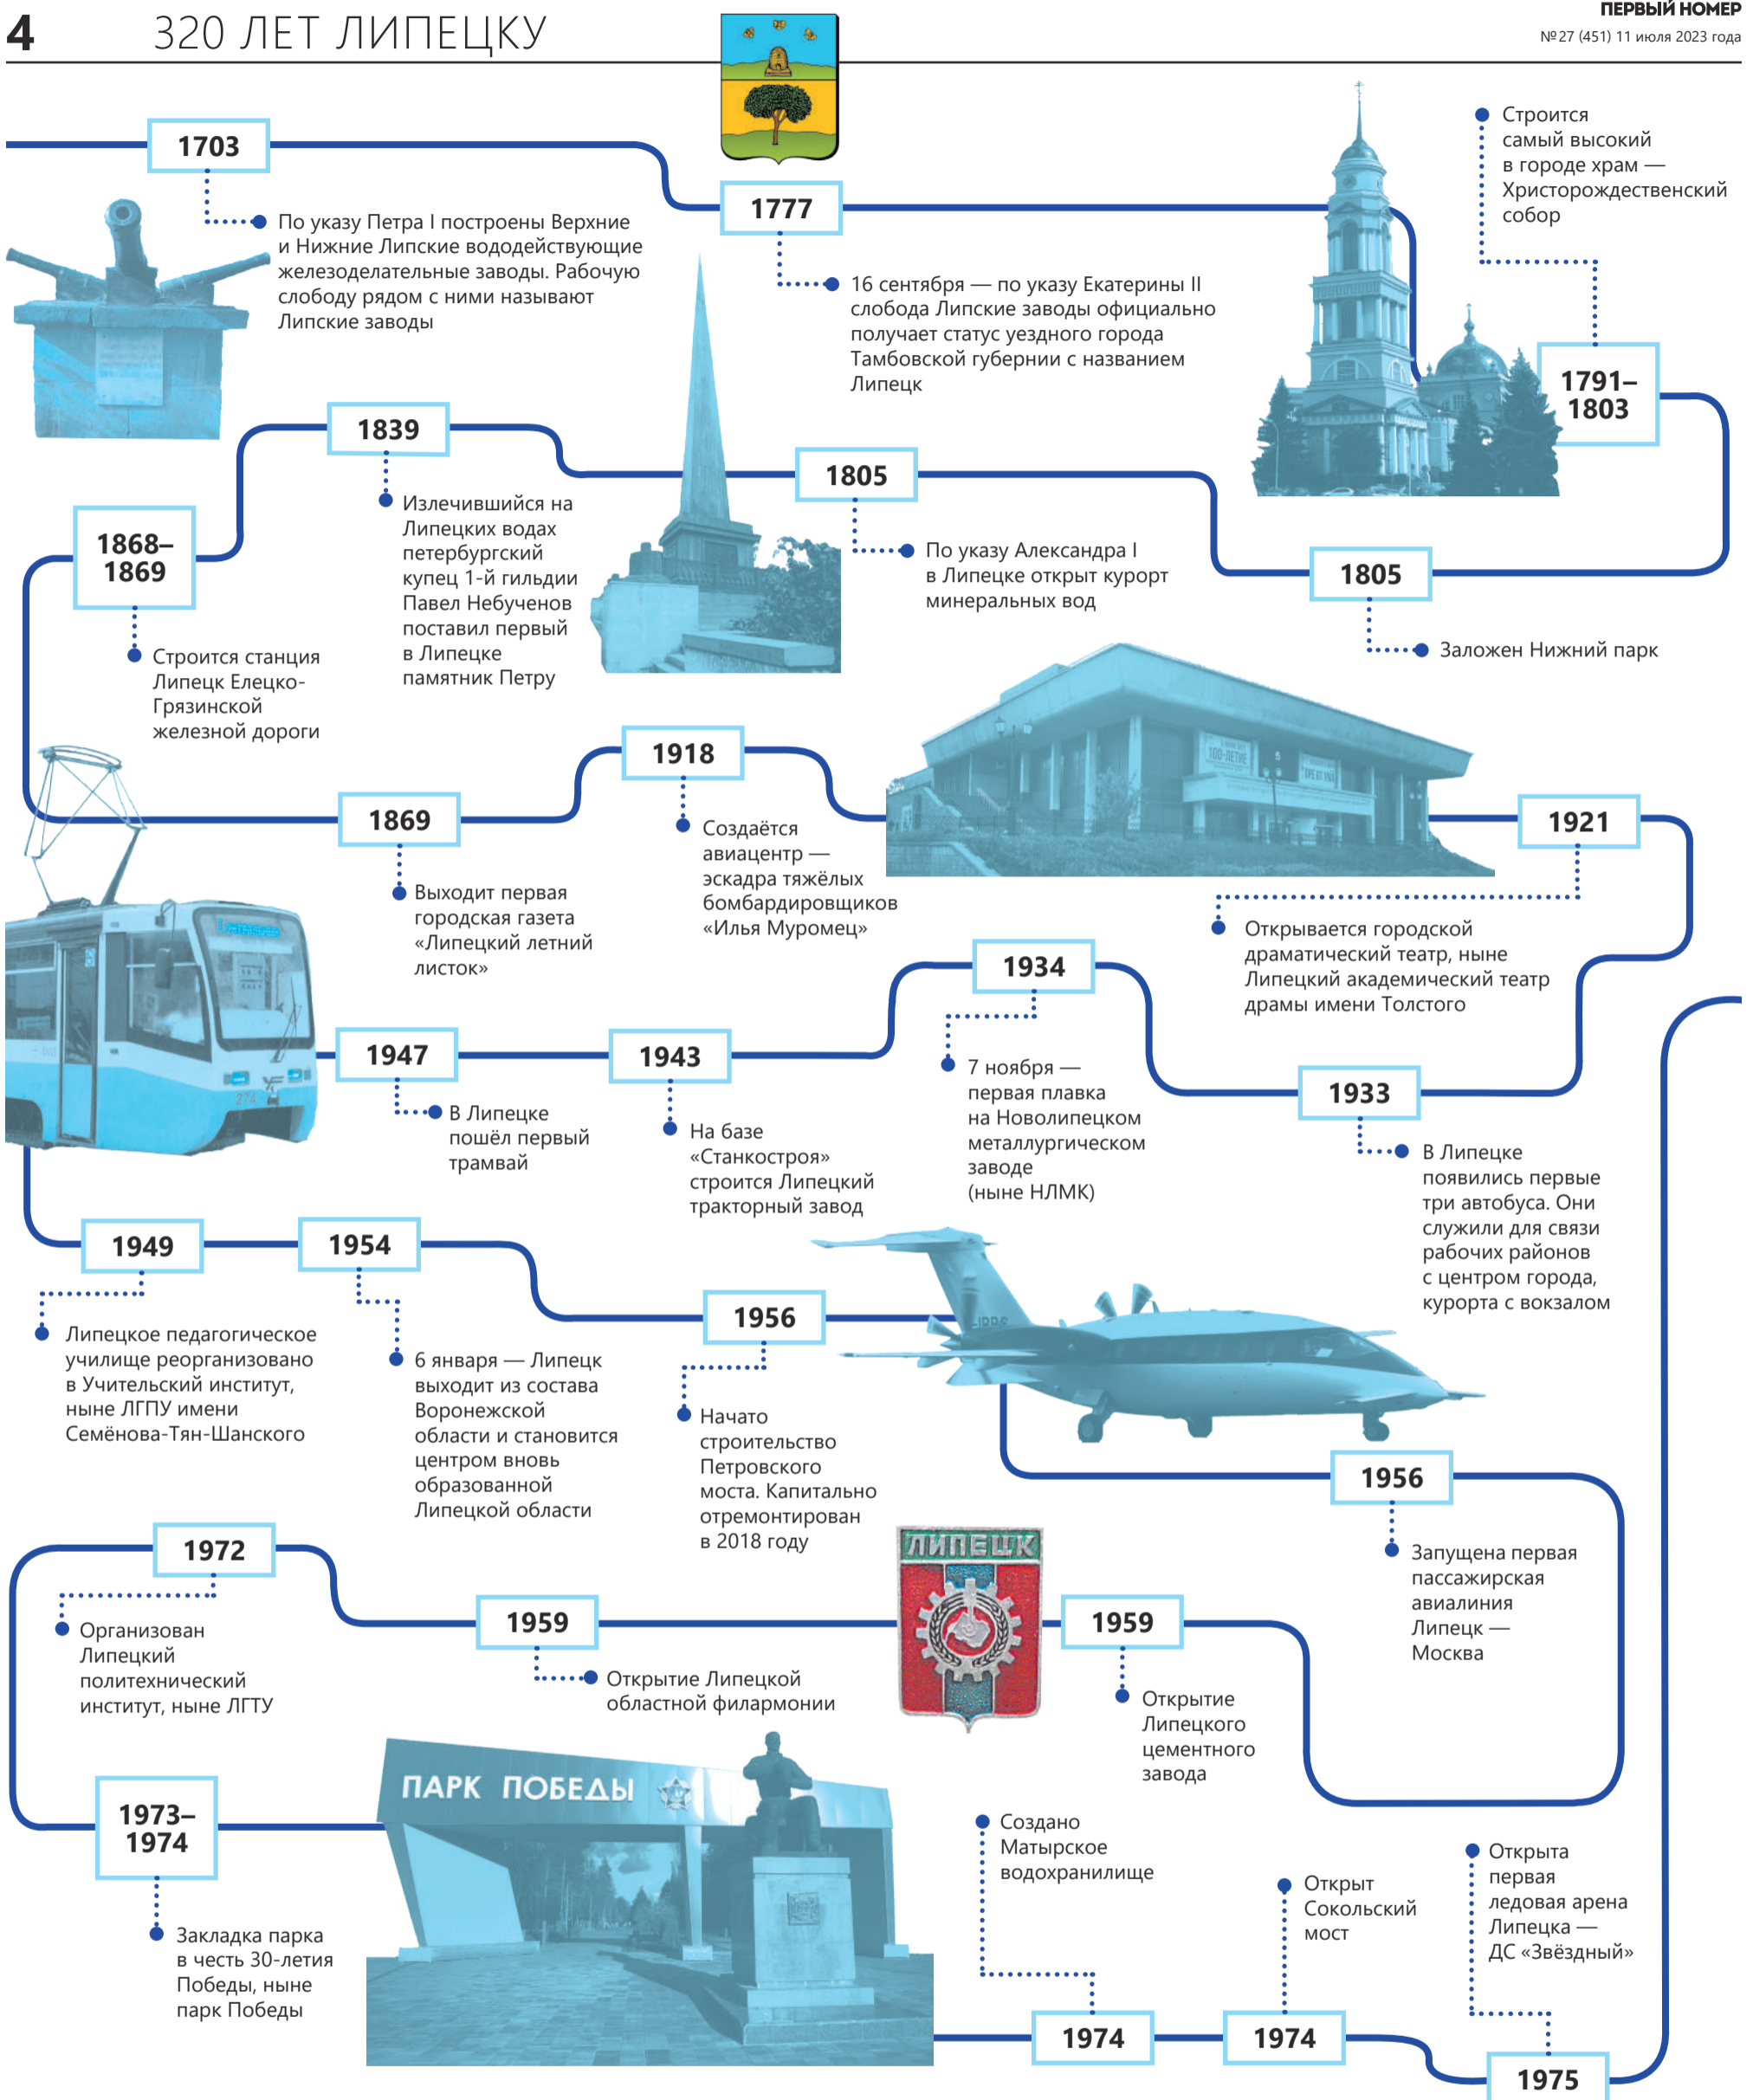 4
320 ЛЕТ ЛИПЕЦКУ
ПЕРВЫЙ НОМЕР
№27 (451) 11 июля 2023 года
1703
По указу Петра I построены Верхние
и Нижние Липские вододействующие
железоделательные заводы. Рабочую
слободу рядом с ними называют
Липские заводы
1777
16 сентября — по указу Екатерины II
слобода Липские заводы официально
получает статус уездного города
Тамбовской губернии с названием
Липецк
Строится
самый высокий
в городе храм —
Христорождественский
собор
1791–
1803
1805
Заложен Нижний парк
1805
По указу Александра I
в Липецке открыт курорт
минеральных вод
1839
Излечившийся на
Липецких водах
петербургский
купец 1-й гильдии
Павел Небученов
поставил первый
в Липецке
памятник Петру
1868–
1869
Строится станция
Липецк Елецко-
Грязинской
железной дороги
1869
Выходит первая
городская газета
«Липецкий летний
листок»
1918
Создаётся
авиацентр —
эскадра тяжёлых
бомбардировщиков
«Илья Муромец»
100-ЛЕТИЕ
1921
Открывается городской
драматический театр, ныне
Липецкий академический театр
драмы имени Толстого
1933
В Липецке
появились первые
три автобуса. Они
служили для связи
рабочих районов
с центром города,
курорта с вокзалом
1934
7 ноября —
первая плавка
на Новолипецком
металлургическом
заводе
(ныне НЛМК)
1943
На базе
«Станкостроя»
строится Липецкий
тракторный завод
1947
В Липецке
пошёл первый
трамвай
274
1949
Липецкое педагогическое
училище реорганизовано
в Учительский институт,
ныне ЛГПУ имени
Семёнова-Тян-Шанского
1954
6 января — Липецк
выходит из состава
Воронежской
области и становится
центром вновь
образованной
Липецкой области
1956
Начато
строительство
Петровского
моста. Капитально
отремонтирован
в 2018 году
1956
Запущена первая
пассажирская
авиалиния
Липецк —
Москва
1959
Открытие
Липецкого
цементного
завода
ЛИПЕЦК
1959
Открытие Липецкой
областной филармонии
1972
Организован
Липецкий
политехнический
институт, ныне ЛГТУ
1973–
1974
Закладка парка
в честь 30-летия
Победы, ныне
парк Победы
ПАРК ПОБЕДЫ
Создано
Матырское
водохранилище
1974
Открыт
Сокольский
мост
1974
Открыта
первая
ледовая арена
Липецка —
ДС «Звёздный»
1975